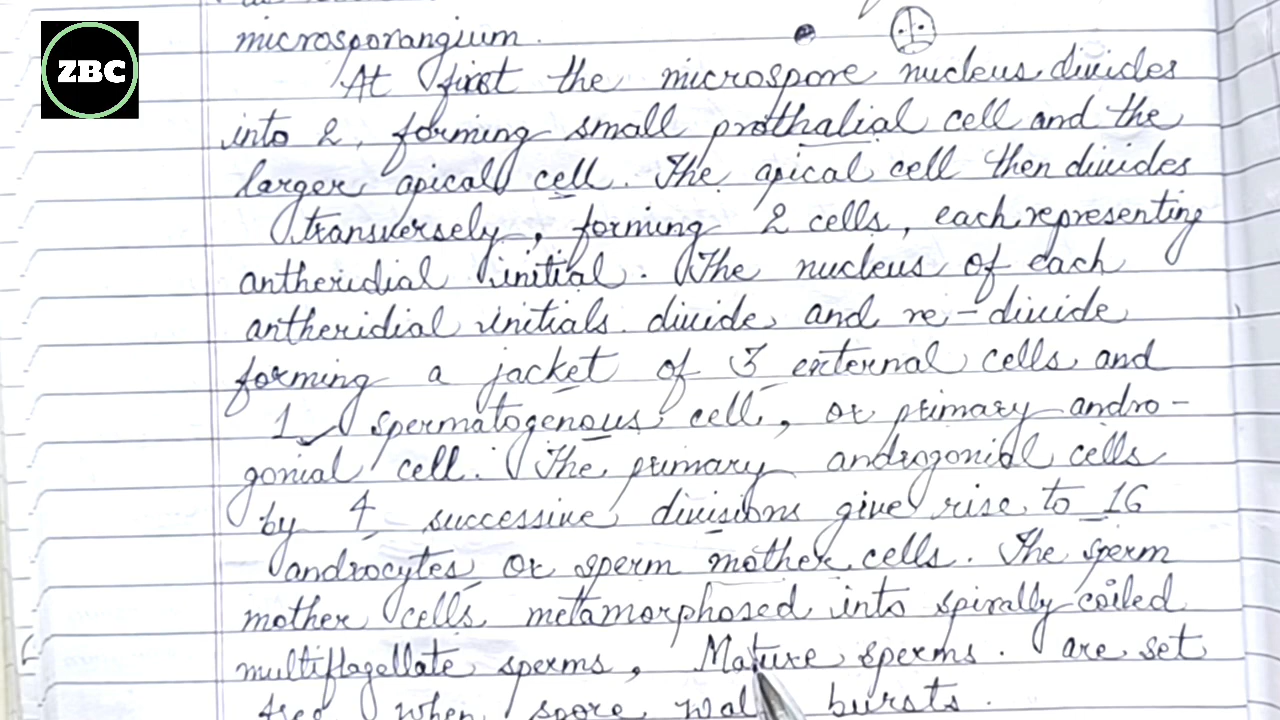 ZBC
microsporangium.
At first the microspore nucleus divides
into 2, forming small prothalial cell and the
larger apical cell. The apical cell then divides
transversely, forming 2 cells, each representing
antheridial initial. The nucleus of each
antheridial initials divide and re-divide
forming a jacket of 3 external cells and
1 spermatogenous cell, or primary andro-
gonial cell. The primary androgonial cells
by 4 successive divisions give rise to 16
androcytes or sperm mother cells. The sperm
mother cells metamorphosed into spirally coiled
multiflagellate sperms, Mature sperms. are set
free when spore wall bursts.